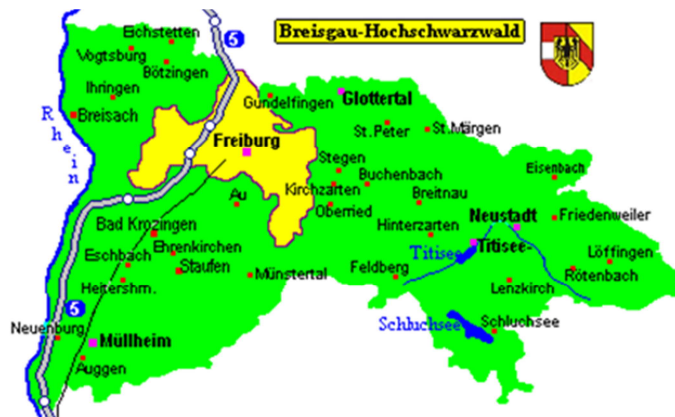 Eichstetten
Vogtsburg
5
Breisgau-Hochschwarzwald
Bötzingen
Ihringen
Gundelfingen
Glottertal
Breisach
Rhein
St.Peter
St.Märgen
Freiburg
Stegen
Eisenbach
Kirchzarten
Buchenbach
Au
Breitnau
Oberried
Neustadt
Friedenweiler
Bad Krozingen
Hinterzarten
Titisee-
Ehrenkirchen
Titisee
Löffingen
Eschbach
Staufen
Münstertal
Feldberg
Rötenbach
Heitershm.
Lenzkirch
5
Neuenburg
Schluchsee
Schluchsee
Müllheim
Auggen